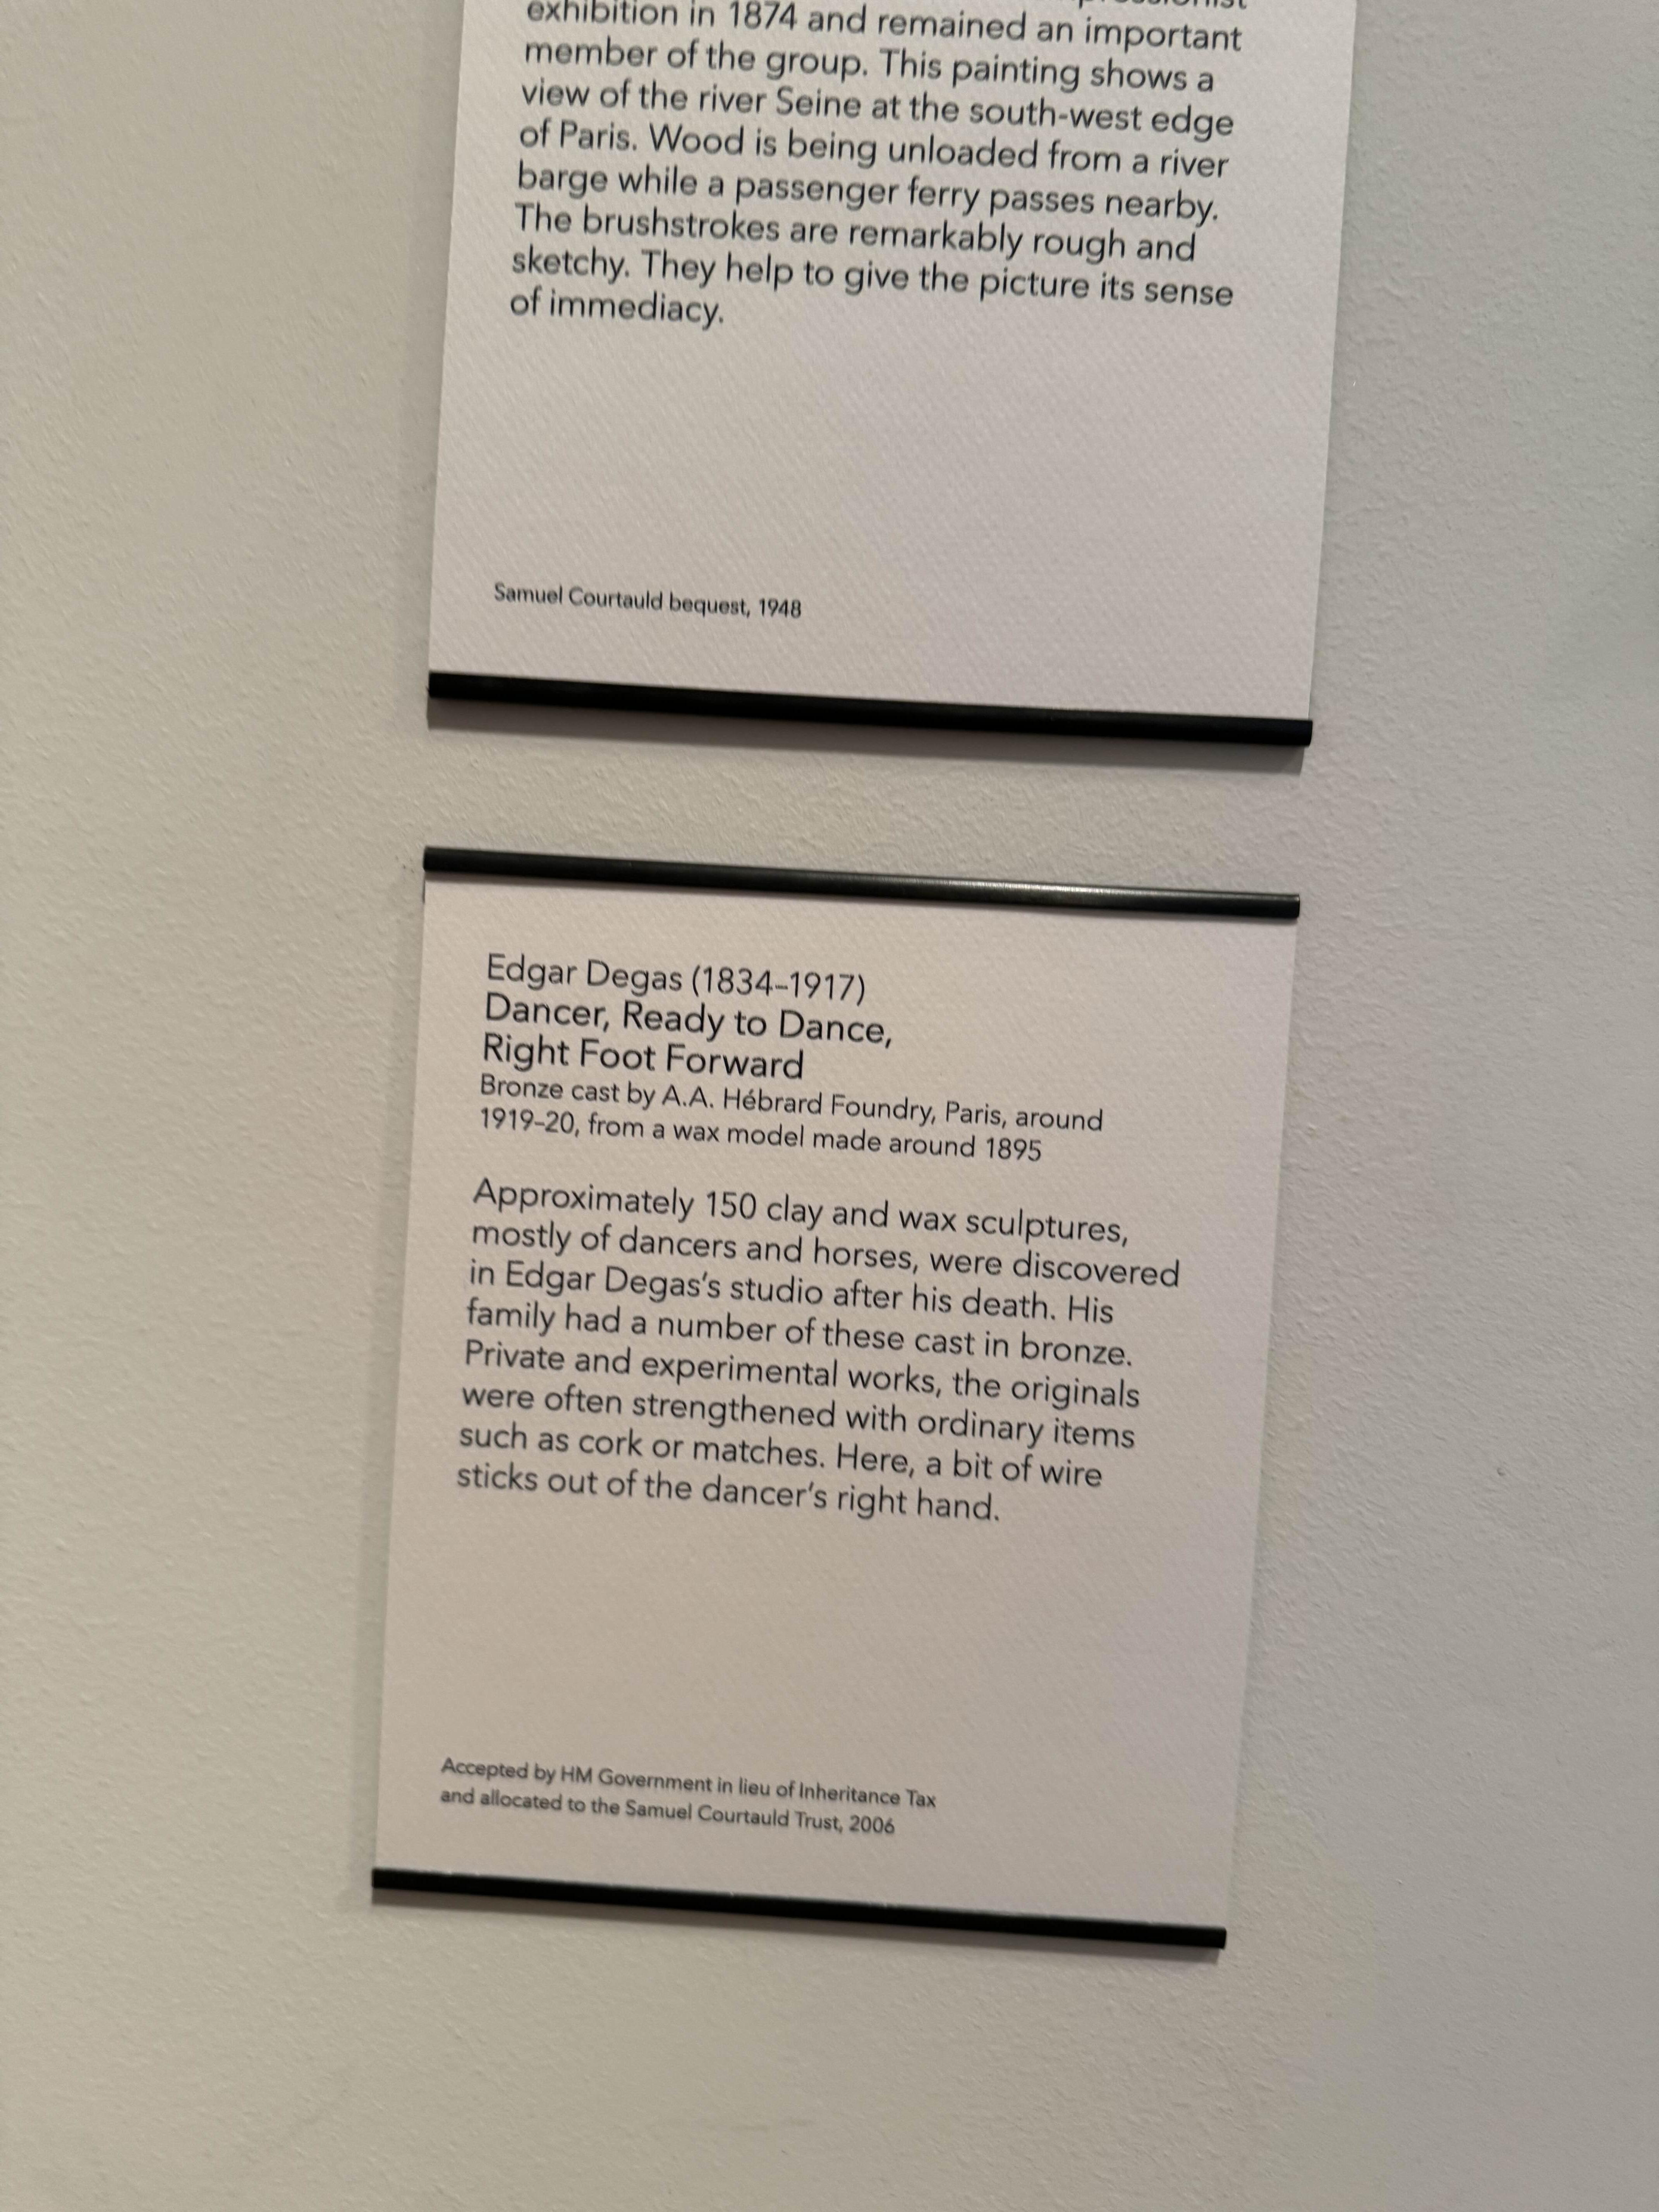 exhibition in 1874 and remained an important
member of the group. This painting shows a
view of the river Seine at the south-west edge
of Paris. Wood is being unloaded from a river
barge while a passenger ferry passes nearby.
The brushstrokes are remarkably rough and
sketchy. They help to give the picture its sense
of immediacy.
Samuel Courtauld bequest, 1948
Edgar Degas (1834–1917)
Dancer, Ready to Dance,
Right Foot Forward
Bronze cast by A.A. Hébrard Foundry, Paris, around
1919–20, from a wax model made around 1895
Approximately 150 clay and wax sculptures,
mostly of dancers and horses, were discovered
in Edgar Degas’s studio after his death. His
family had a number of these cast in bronze.
Private and experimental works, the originals
were often strengthened with ordinary items
such as cork or matches. Here, a bit of wire
sticks out of the dancer’s right hand.
Accepted by HM Government in lieu of Inheritance Tax
and allocated to the Samuel Courtauld Trust, 2006